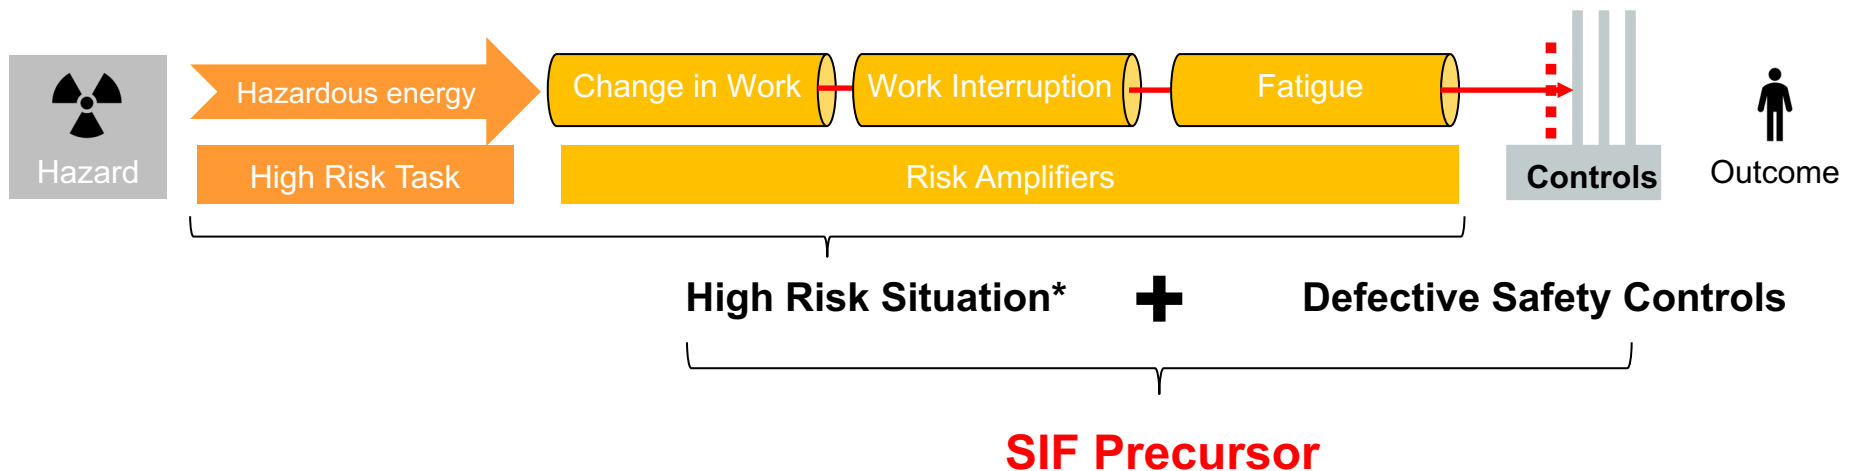 Hazard
Hazardous energy
High Risk Task
Change in Work
Work Interruption
Fatigue
Risk Amplifiers
Controls
Outcome
High Risk Situation*
+
Defective Safety Controls
SIF Precursor